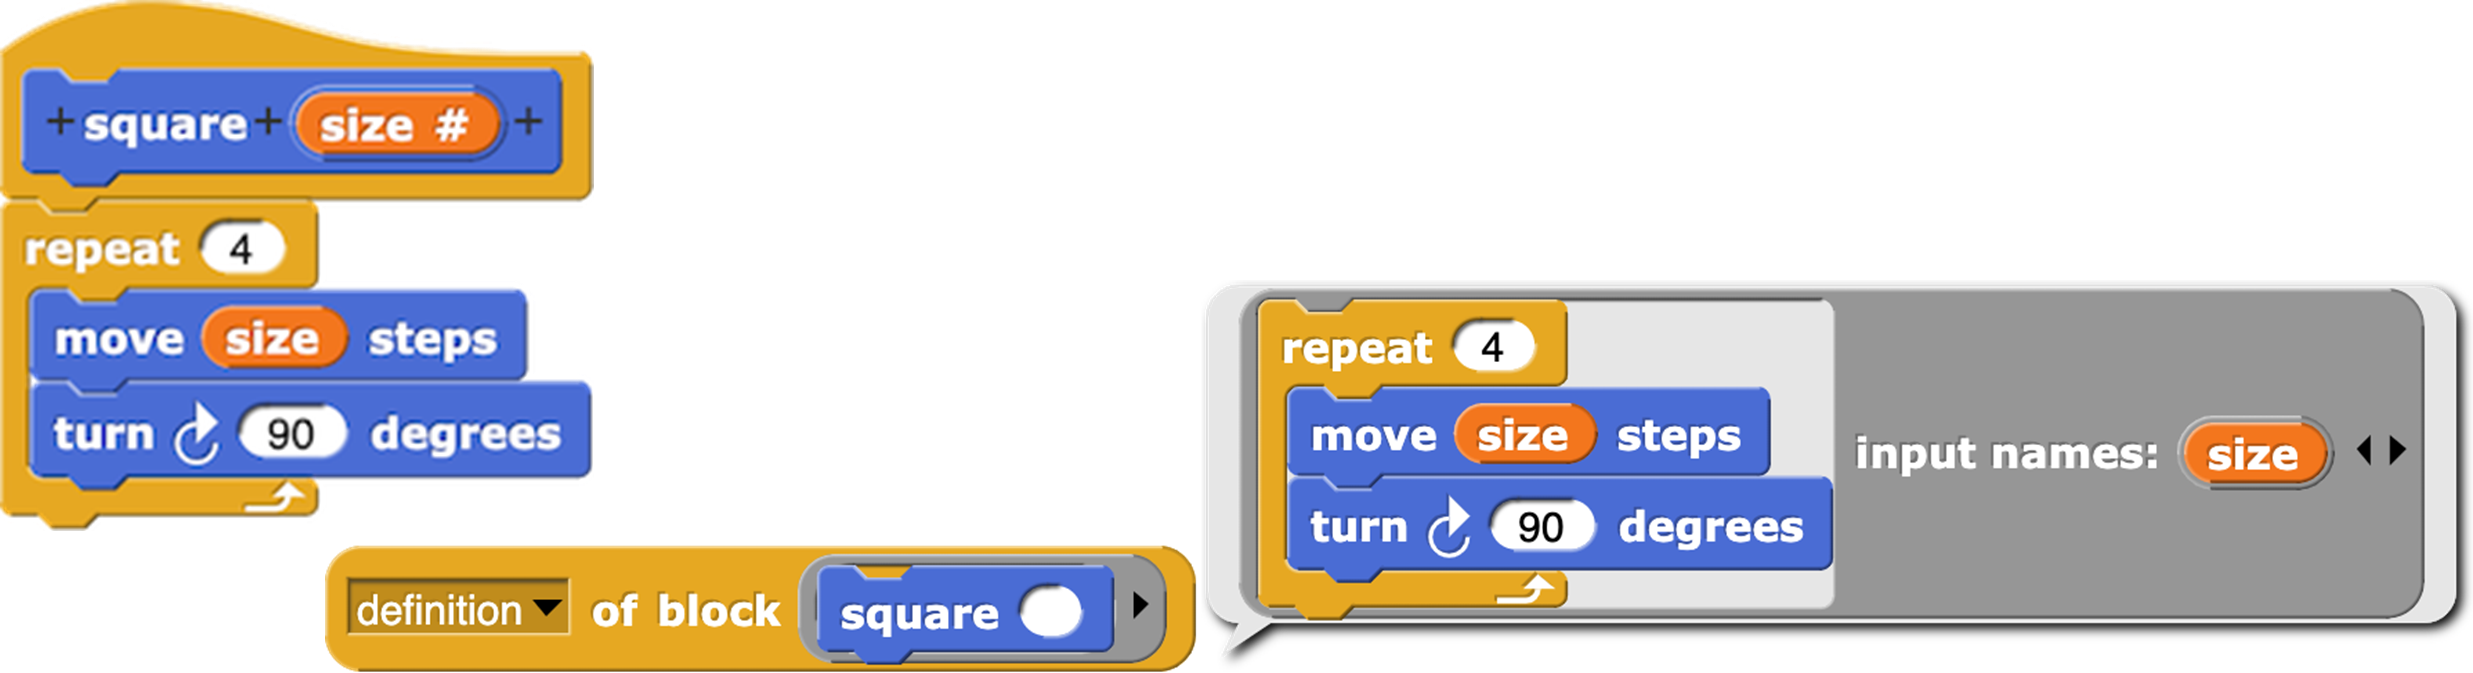 + square + size # +
repeat 4
move size steps
turn 90 degrees
definition of block square
repeat 4
move size steps
turn 90 degrees
input names: size